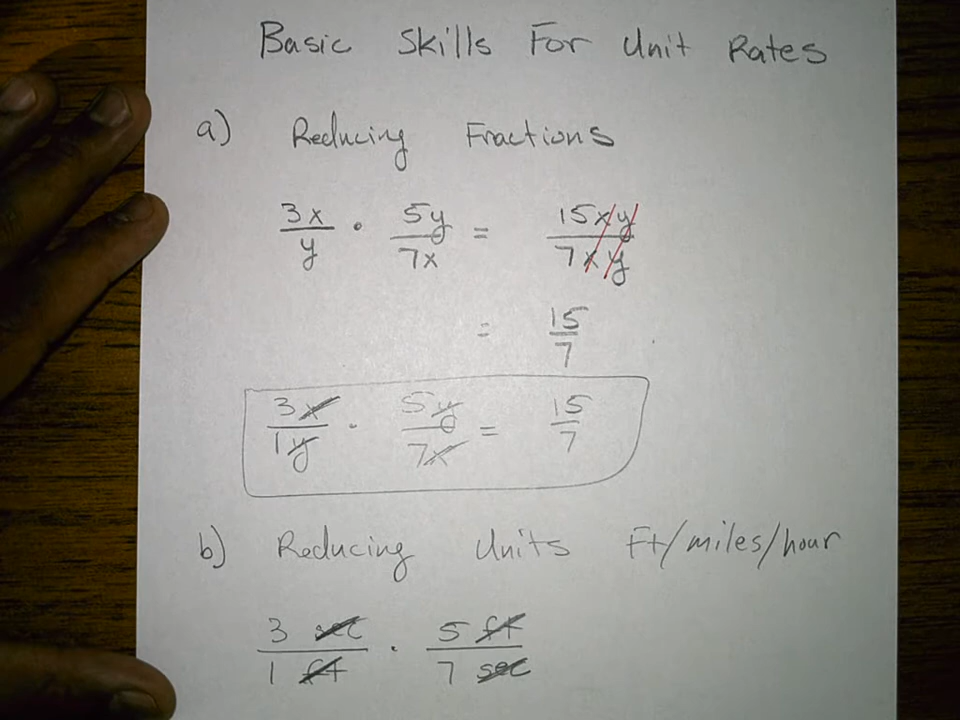 Basic Skills For Unit Rates
a) Reducing Fractions
3x/y · 5y/7x = 15xy/7xy
= 15/7
3x/1y · 5y/7x = 15/7
b) Reducing Units Ft/miles/hour
3 sec/1 ft · 5 ft/7 sec